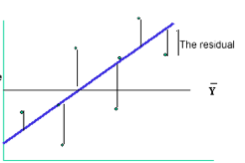 The residual
e
Ȳ